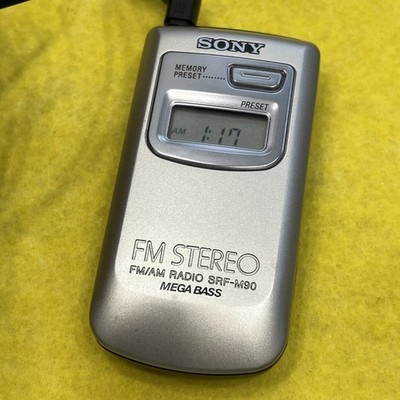 SONY
MEMORY
PRESET........
PRESET
AM 1:17
FM STEREO
FM/AM RADIO SRF-M90
MEGA BASS